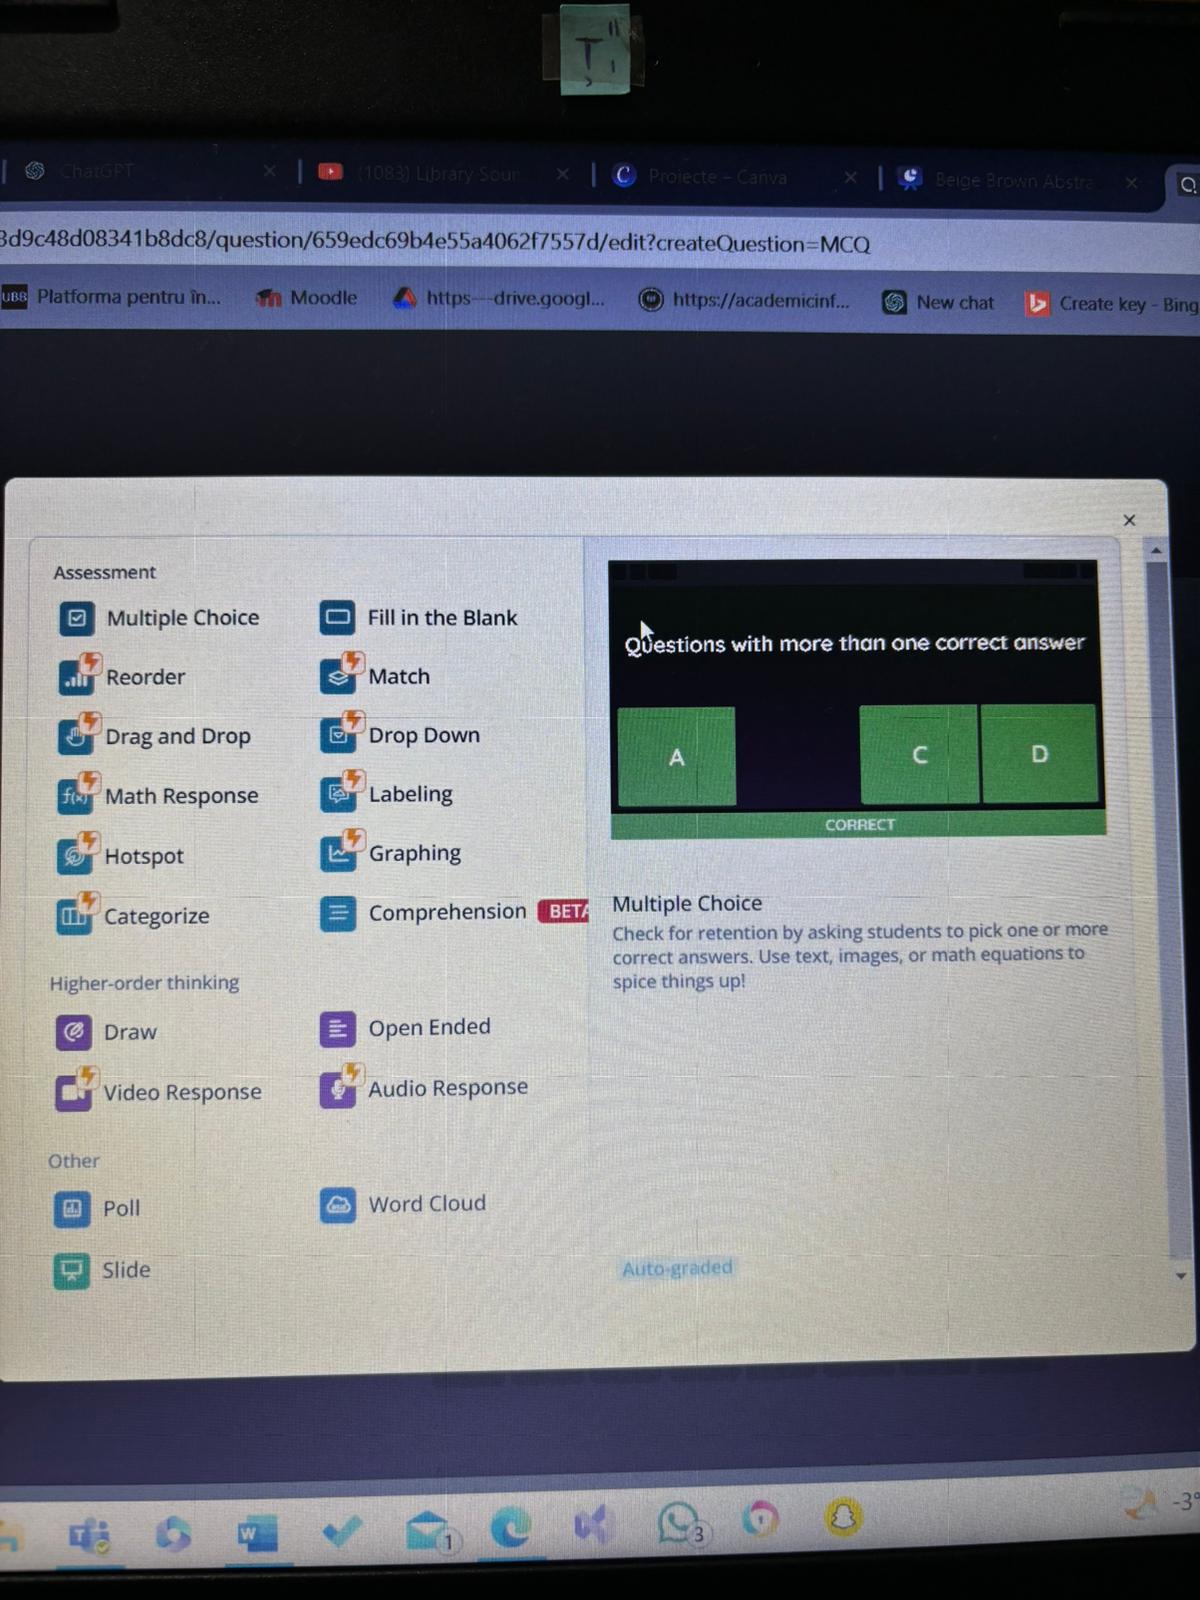 T
ChatGPT
(1083) Library Soun
Proiecte – Canva
Beige Brown Abstra
3d9c48d08341b8dc8/question/659edc69b4e55a4062f7557d/edit?createQuestion=MCQ
UBB Platforma pentru în...
Moodle
https---drive.googl...
https://academicinf...
New chat
Create key - Bing
Assessment
Multiple Choice
Fill in the Blank
Reorder
Match
Drag and Drop
Drop Down
f(x) Math Response
Labeling
Hotspot
Graphing
Categorize
Comprehension BETA
Higher-order thinking
Draw
Open Ended
Video Response
Audio Response
Other
Poll
Word Cloud
Slide
Questions with more than one correct answer
A
C
D
CORRECT
Multiple Choice
Check for retention by asking students to pick one or more
correct answers. Use text, images, or math equations to
spice things up!
Auto-graded
T
W
1
3
-3°